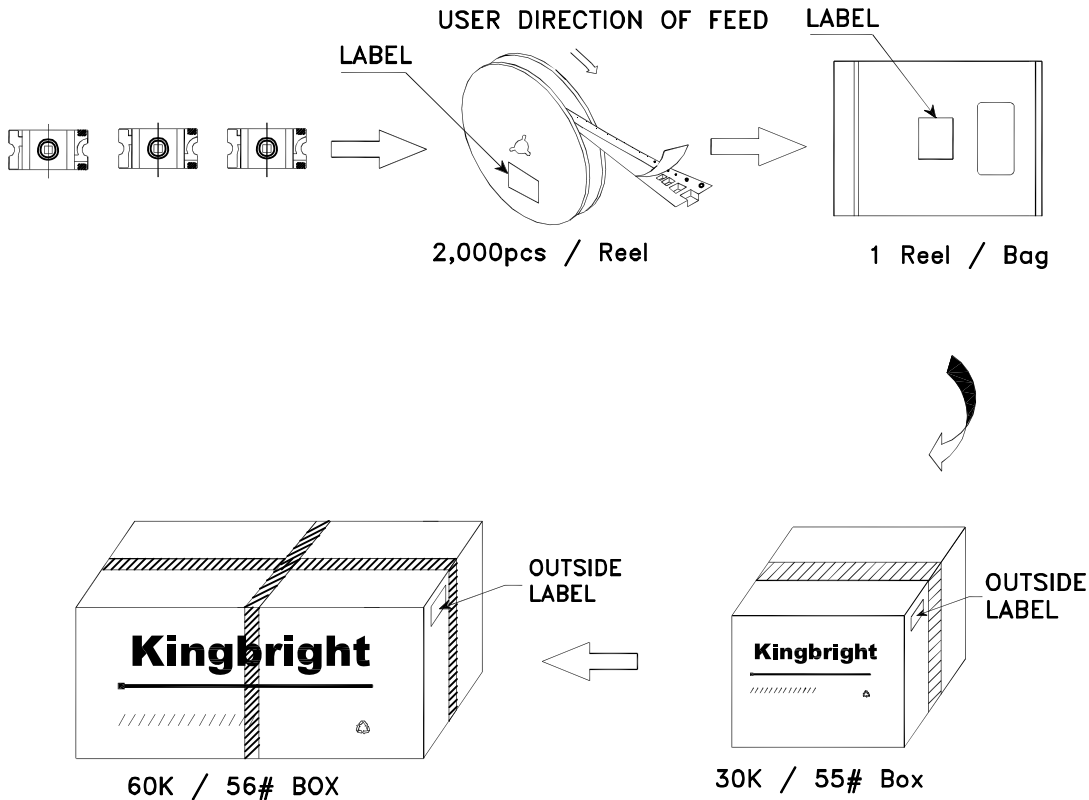 USER DIRECTION OF FEED
LABEL
LABEL
2,000pcs / Reel
1 Reel / Bag
OUTSIDE
LABEL
Kingbright
60K / 56# BOX
OUTSIDE
LABEL
Kingbright
30K / 55# Box